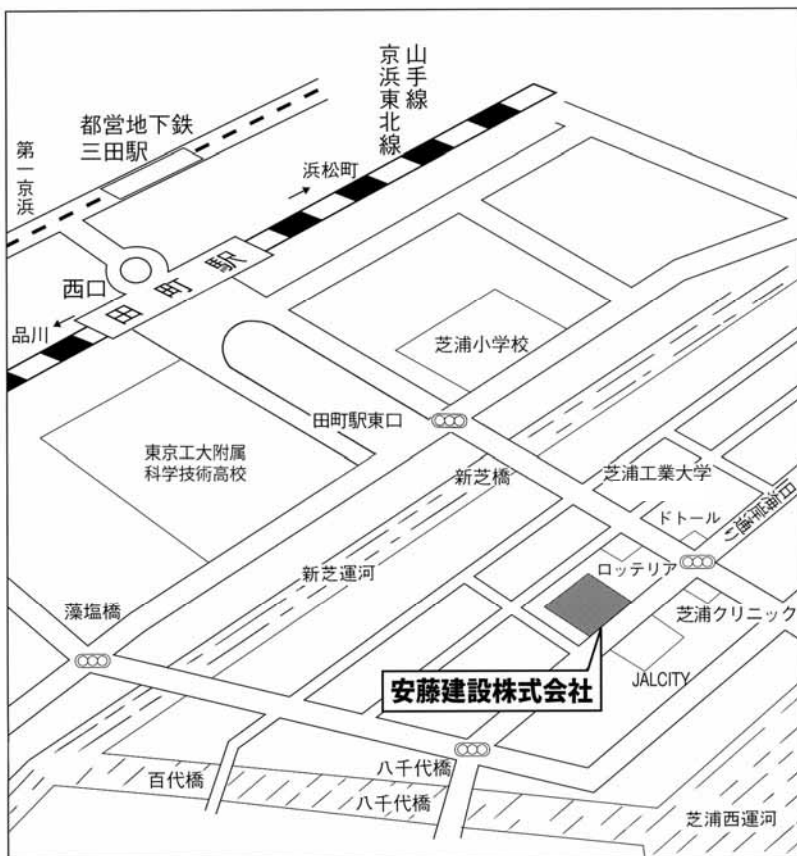 山手線
京浜東北線
都営地下鉄
三田駅
第一京浜
浜松町
田町駅
西口
品川
芝浦小学校
田町駅東口
東京工大附属
科学技術高校
新芝橋
芝浦工業大学
旧海岸通り
ドトール
ロッテリア
新芝運河
芝浦クリニック
藻塩橋
JALCITY
安藤建設株式会社
八千代橋
百代橋
八千代橋
芝浦西運河